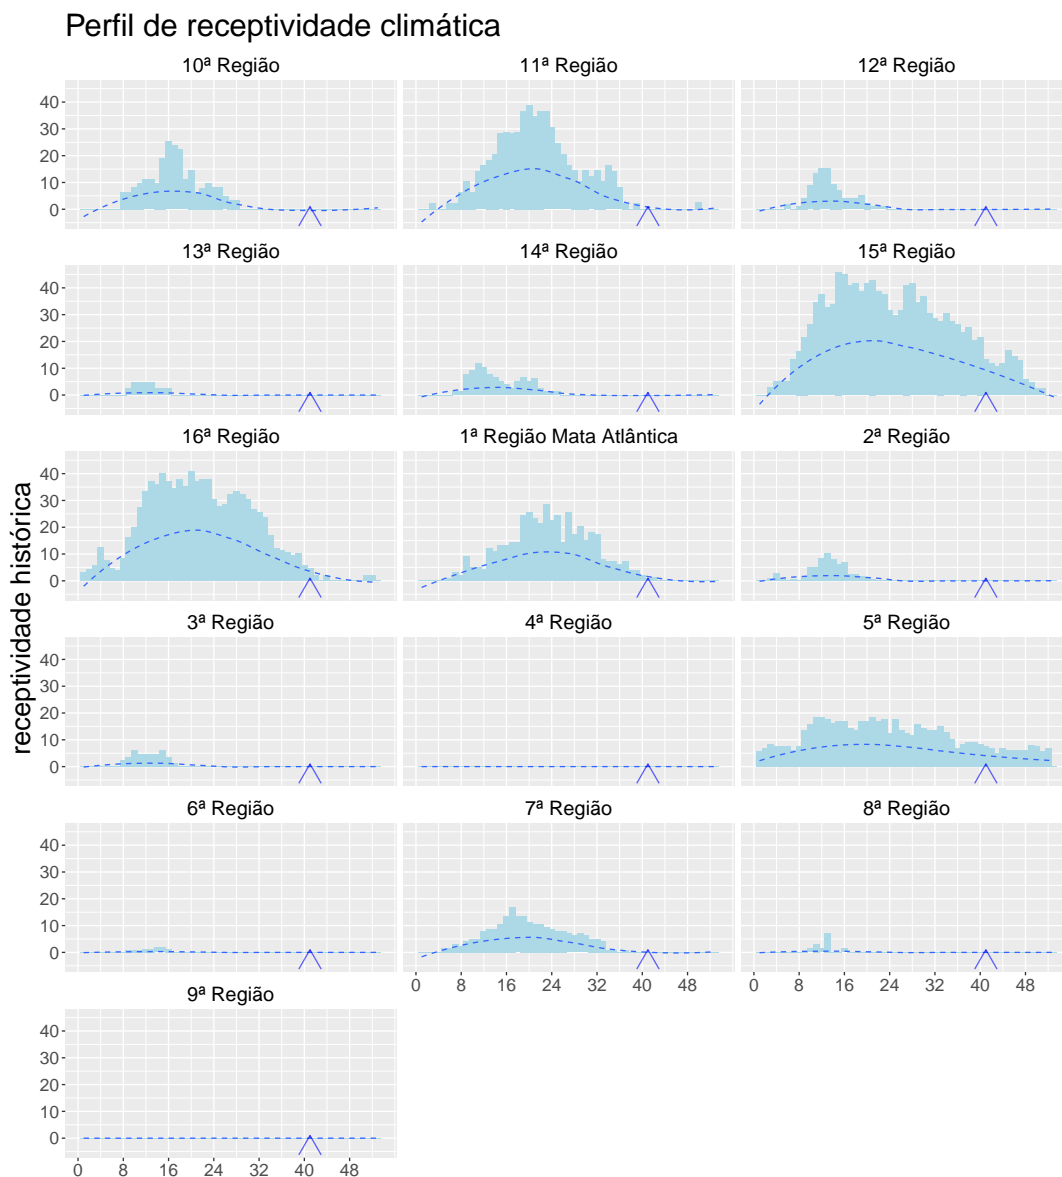 Perfil de receptividade climática
10ª Região
11ª Região
12ª Região
40
30
20
10
0
13ª Região
14ª Região
15ª Região
40
30
20
10
0
16ª Região
1ª Região Mata Atlântica
2ª Região
40
30
20
10
0
receptividade histórica
3ª Região
4ª Região
5ª Região
40
30
20
10
0
6ª Região
7ª Região
8ª Região
40
30
20
10
0
0 8 16 24 32 40 48
0 8 16 24 32 40 48
9ª Região
40
30
20
10
0
0 8 16 24 32 40 48